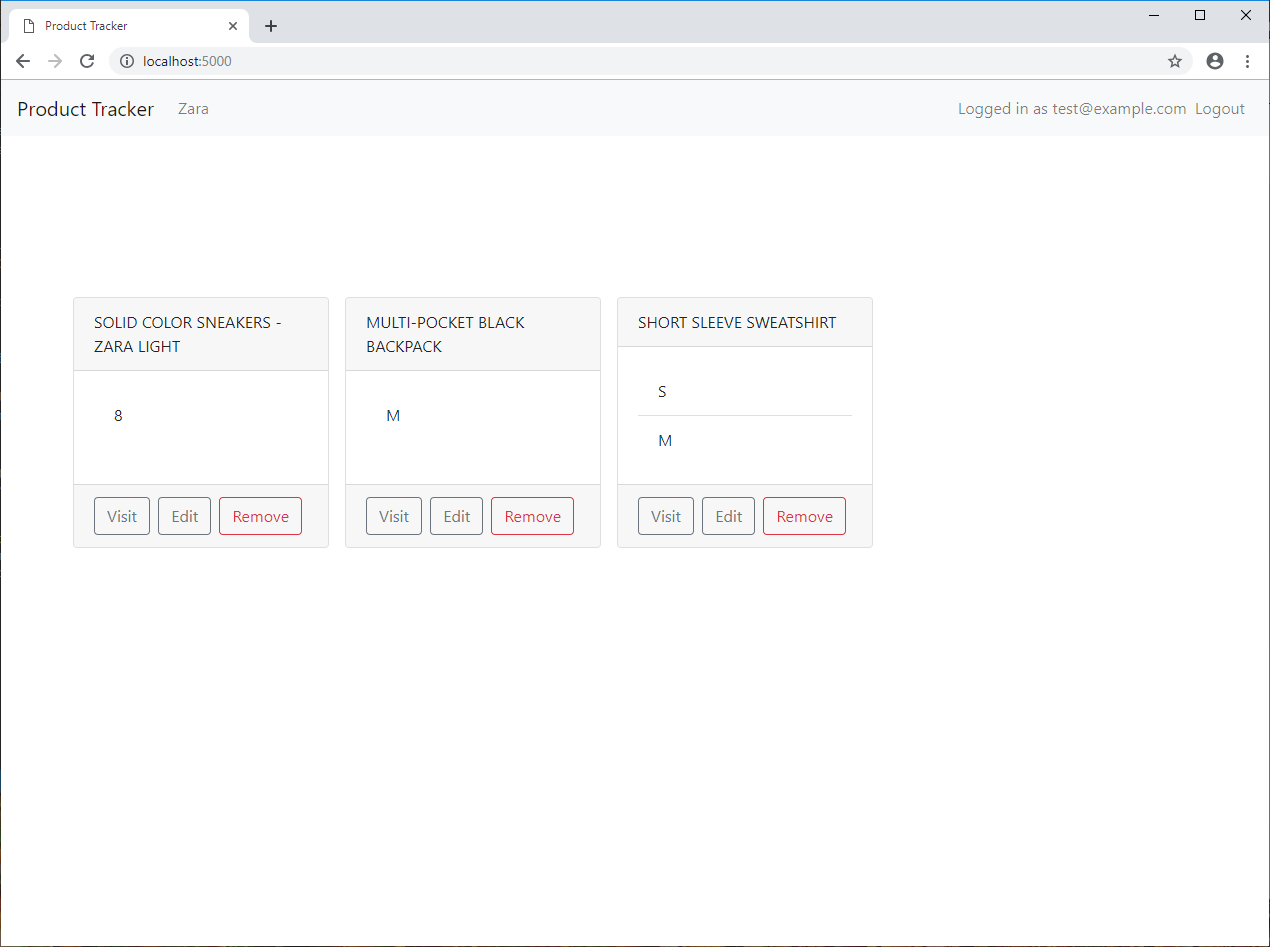 Product Tracker
localhost:5000
Product Tracker Zara Logged in as test@example.com Logout
SOLID COLOR SNEAKERS -
ZARA LIGHT
8
Visit Edit Remove
MULTI-POCKET BLACK
BACKPACK
M
Visit Edit Remove
SHORT SLEEVE SWEATSHIRT
S
M
Visit Edit Remove